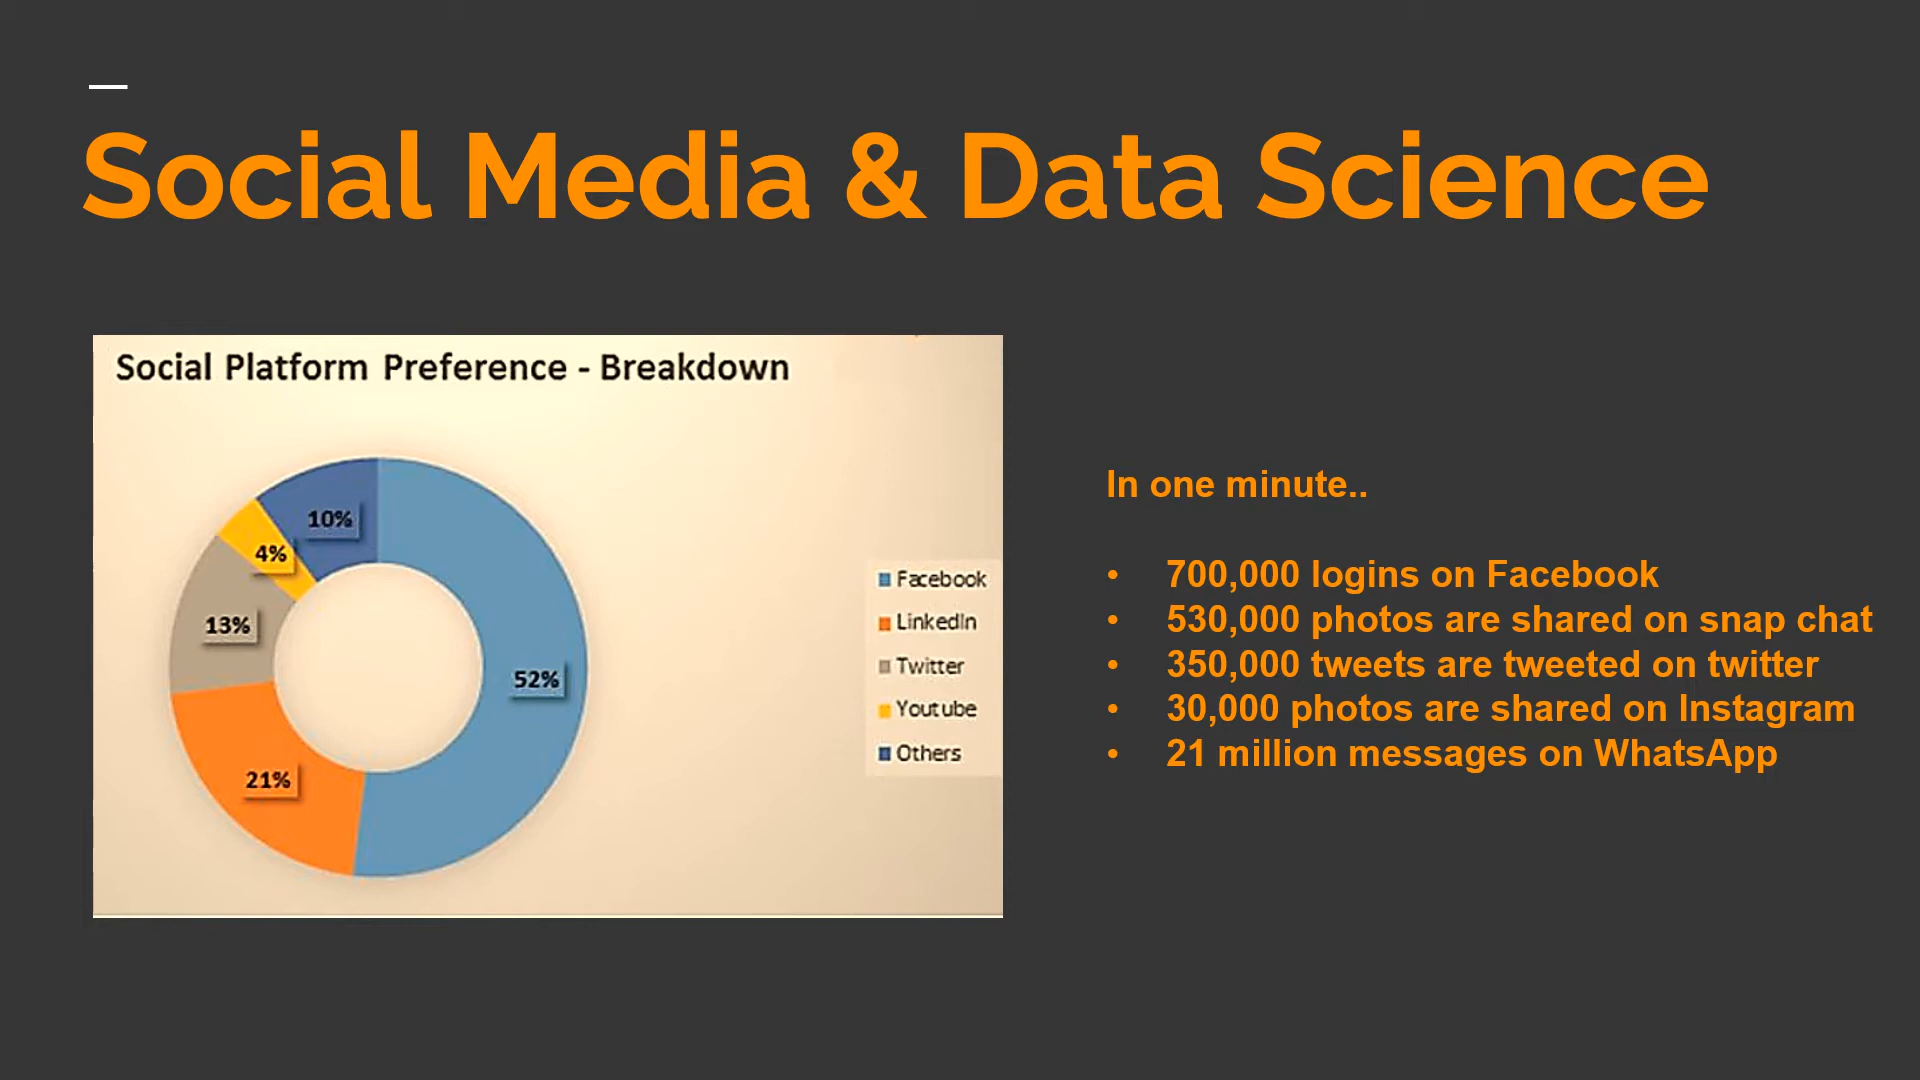 Social Media & Data Science
Social Platform Preference - Breakdown
10%
4%
13%
52%
21%
Facebook
LinkedIn
Twitter
Youtube
Others
In one minute..
• 700,000 logins on Facebook
• 530,000 photos are shared on snap chat
• 350,000 tweets are tweeted on twitter
• 30,000 photos are shared on Instagram
• 21 million messages on WhatsApp